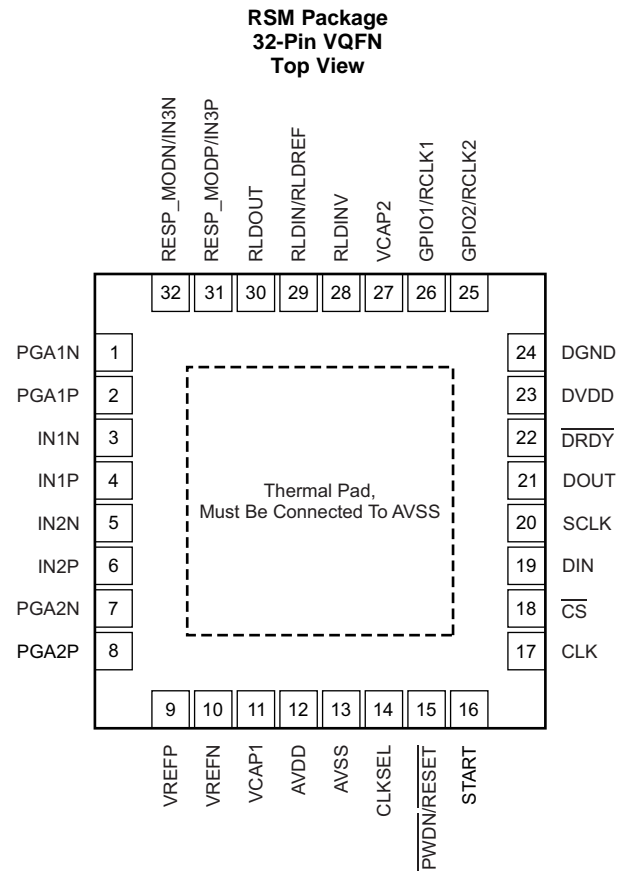 RSM Package
32-Pin VQFN
Top View
RESP_MODN/IN3N
RESP_MODP/IN3P
RLDOUT
RLDIN/RLDREF
RLDINV
VCAP2
GPIO1/RCLK1
GPIO2/RCLK2
32 31 30 29 28 27 26 25
PGA1N 1
PGA1P 2
IN1N 3
IN1P 4
IN2N 5
IN2P 6
PGA2N 7
PGA2P 8
Thermal Pad,
Must Be Connected To AVSS
24 DGND
23 DVDD
22 DRDY
21 DOUT
20 SCLK
19 DIN
18 CS
17 CLK
9 10 11 12 13 14 15 16
VREFP
VREFN
VCAP1
AVDD
AVSS
CLKSEL
PWDN/RESET
START